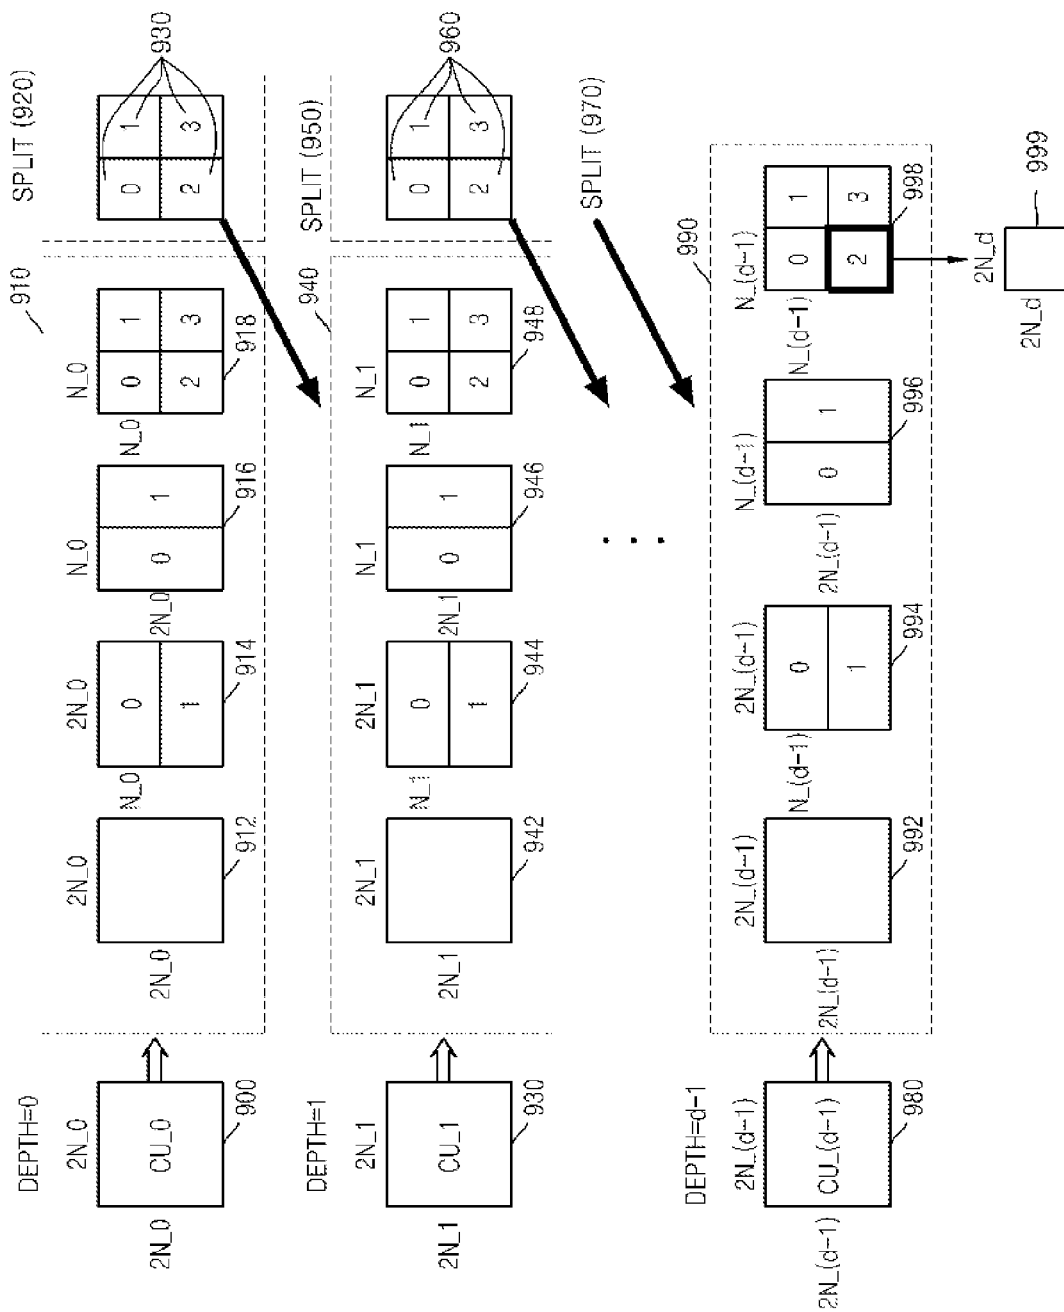 DEPTH=0
2N_0
2N_0
CU_0
900
910
2N_0
2N_0
912
2N_0
N_0
0
1
914
N_0
2N_0
0
1
916
N_0
N_0
0
1
2
3
918
SPLIT (920)
0
1
2
3
930
DEPTH=1
2N_1
2N_1
CU_1
930
940
2N_1
2N_1
942
2N_1
N_1
0
1
944
N_1
2N_1
0
1
946
N_1
N_1
0
1
2
3
948
SPLIT (950)
0
1
2
3
960
SPLIT (970)
DEPTH=d-1
2N_(d-1)
2N_(d-1)
CU_(d-1)
980
990
2N_(d-1)
2N_(d-1)
992
2N_(d-1)
N_(d-1)
0
1
994
N_(d-1)
2N_(d-1)
0
1
996
N_(d-1)
N_(d-1)
0
1
2
3
998
2N_d
2N_d
999